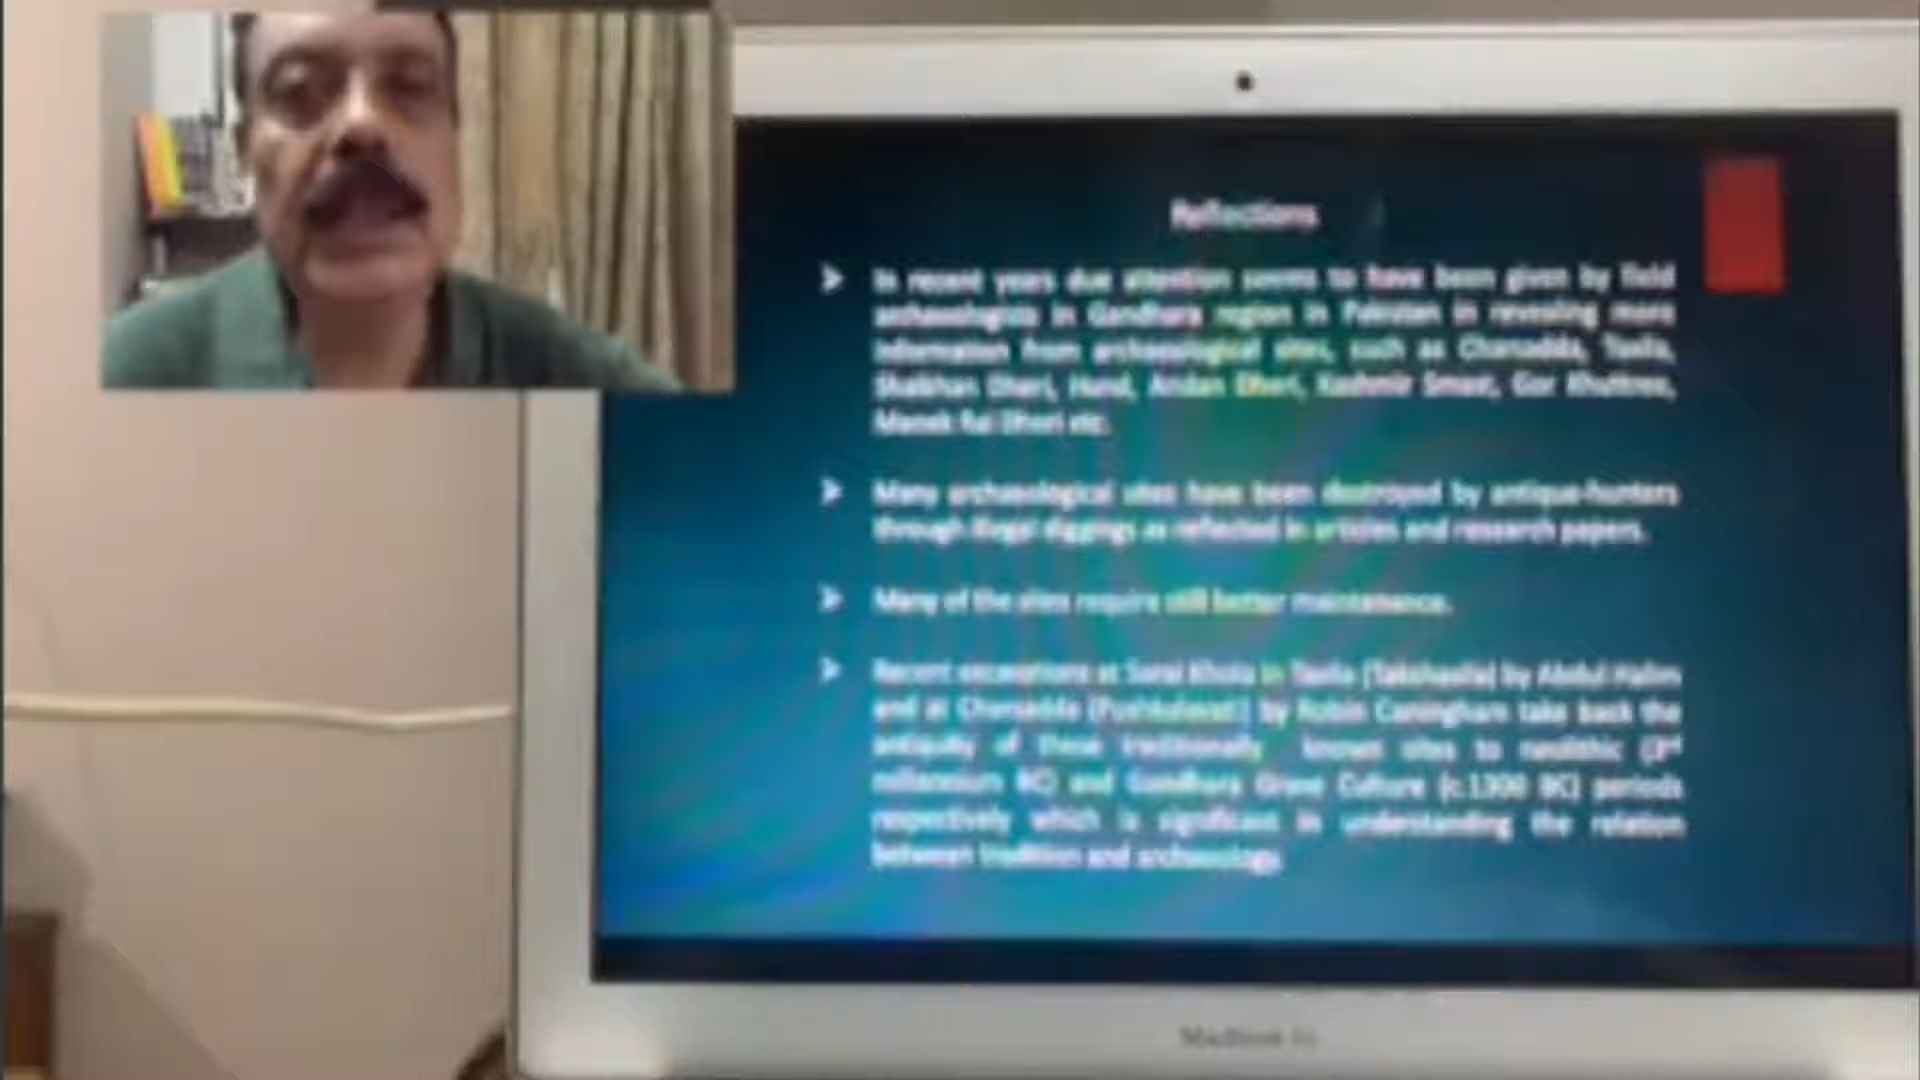 Reflections
➤ In recent years due attention seems to have been given by field
archaeologists in Gandhara region in Pakistan in revealing more
information from archaeological sites, such as Charsadda, Taxila,
Shaikhan Dheri, Hund, Andan Dheri, Kashmir Smast, Gor Khuttree,
Manek Rai Dheri etc.
➤ Many archaeological sites have been destroyed by antique-hunters
through illegal diggings as reflected in articles and research papers.
➤ Many of the sites require still better maintenance.
➤ Recent excavations at Sarai Khola in Taxila (Takshasila) by Abdul Halim
and at Charsadda (Pushkalavati) by Robin Coningham take back the
antiquity of these traditionally known sites to neolithic (3rd
millennium BC) and Gandhara Grave Culture (c.1300 BC) periods
respectively which is significant in understanding the relation
between tradition and archaeology.
MacBook Air